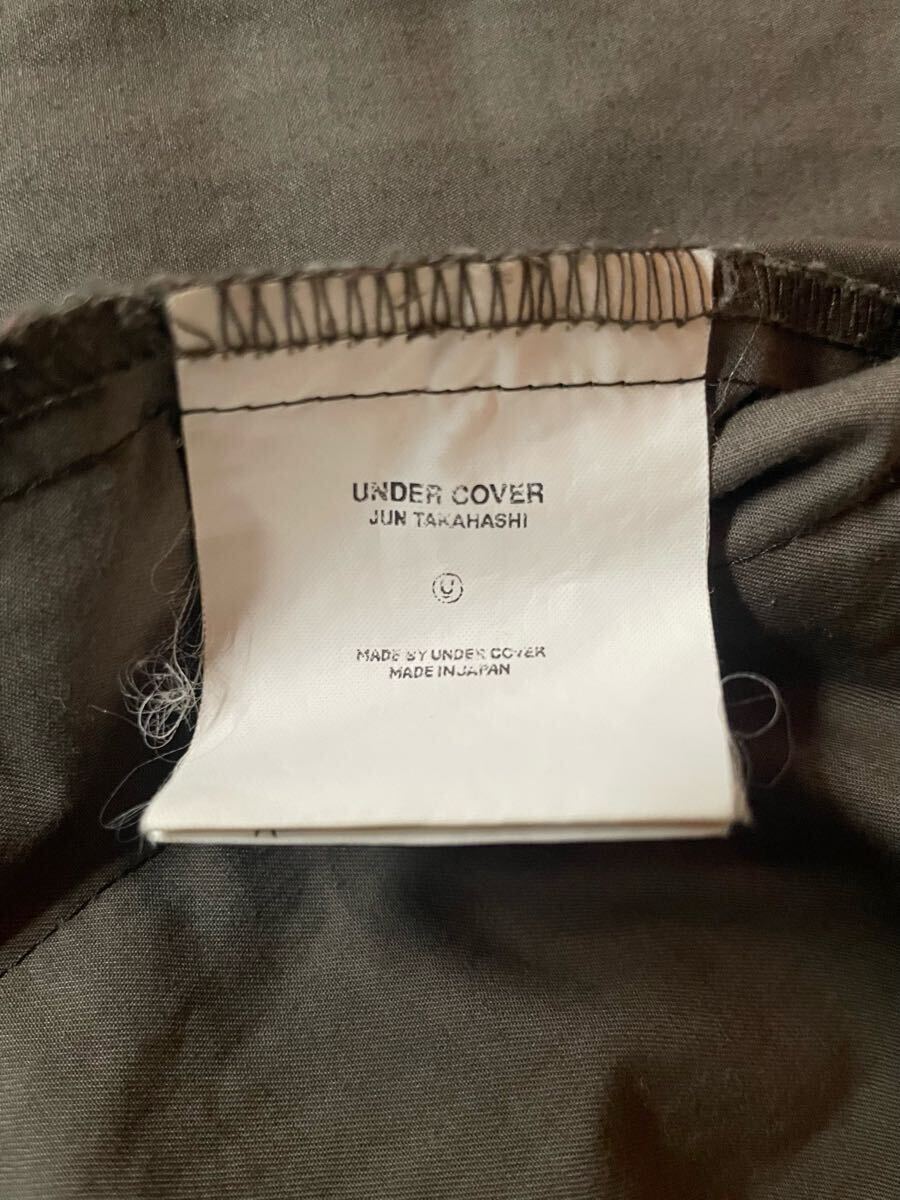 UNDER COVER
JUN TAKAHASHI
U
MADE BY UNDER COVER
MADE IN JAPAN